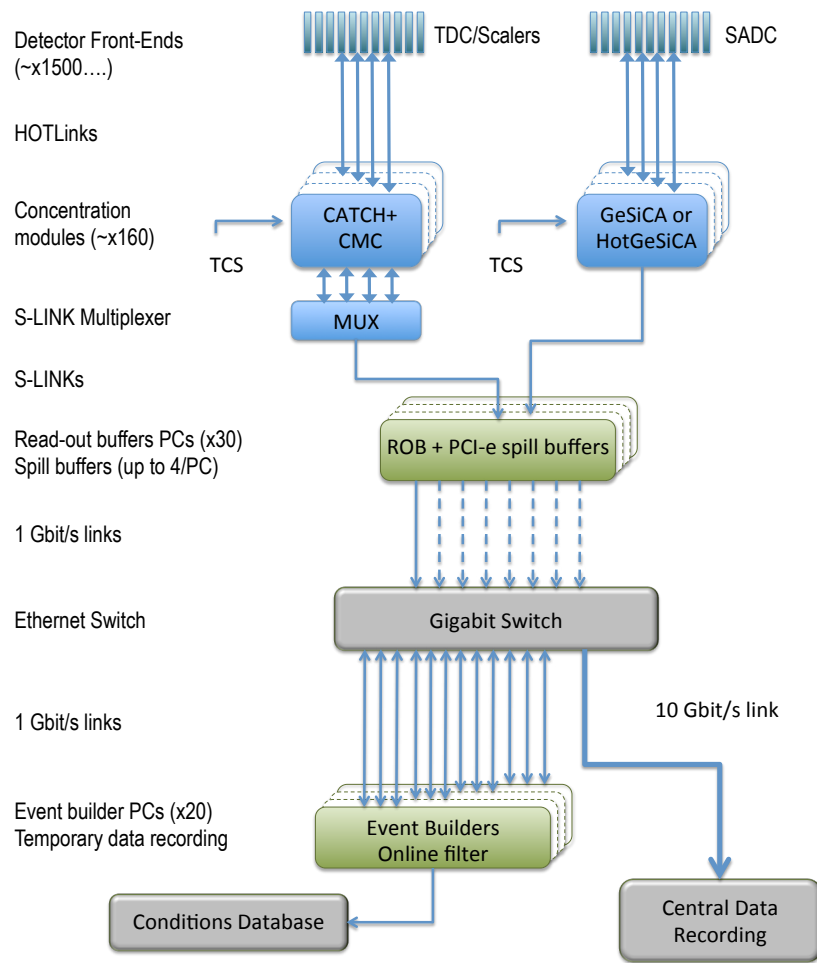 Detector Front-Ends
(~x1500….)
TDC/Scalers
SADC
HOTLinks
Concentration
modules (~x160)
CATCH+
CMC
GeSiCA or
HotGeSiCA
TCS
TCS
S-LINK Multiplexer
MUX
S-LINKs
Read-out buffers PCs (x30)
Spill buffers (up to 4/PC)
ROB + PCI-e spill buffers
1 Gbit/s links
Ethernet Switch
Gigabit Switch
1 Gbit/s links
10 Gbit/s link
Event builder PCs (x20)
Temporary data recording
Event Builders
Online filter
Conditions Database
Central Data
Recording